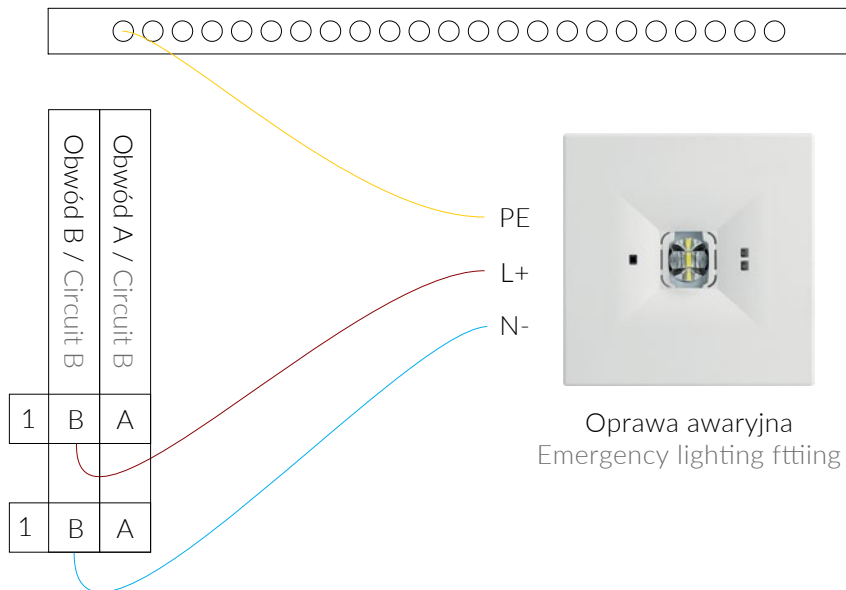 Obwód B / Circuit B
Obwód A / Circuit B
PE
L+
N-
1 B A
1 B A
Oprawa awaryjna
Emergency lighting fttiing